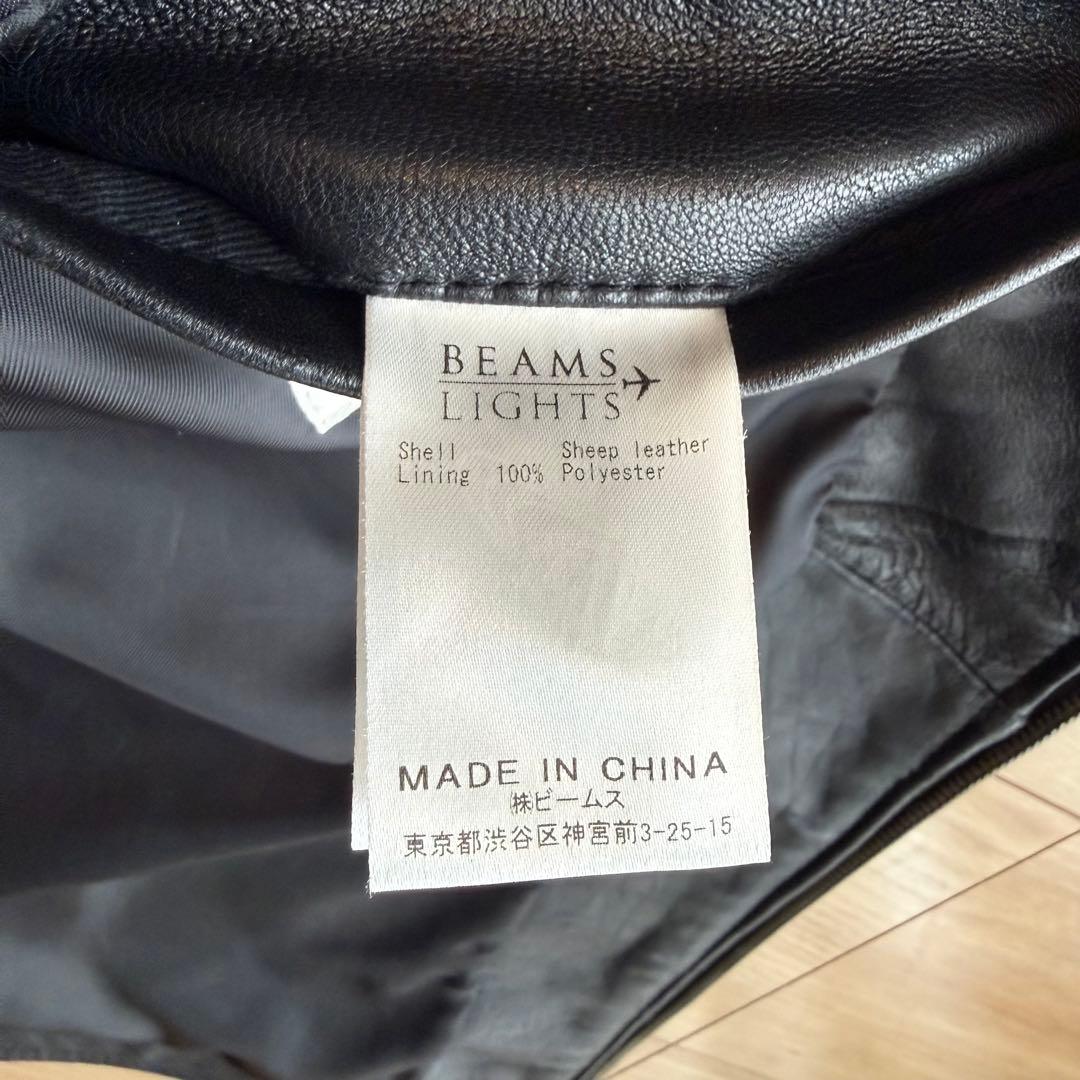 BEAMS
LIGHTS
Shell Sheep leather
Lining 100% Polyester
MADE IN CHINA
㈱ビームス
東京都渋谷区神宮前3-25-15